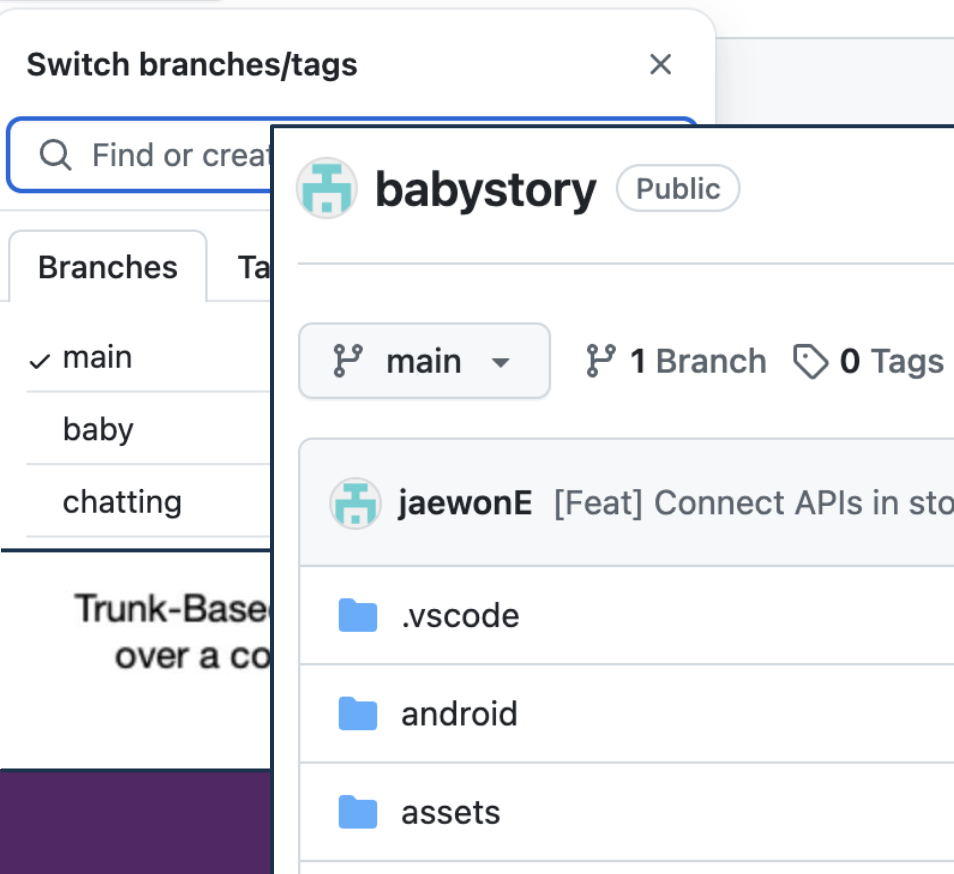 Switch branches/tags
Find or creat
Branches
Ta
main
baby
chatting
Trunk-Base
over a co
babystory
Public
main
1 Branch
0 Tags
jaewonE
[Feat] Connect APIs in sto
.vscode
android
assets